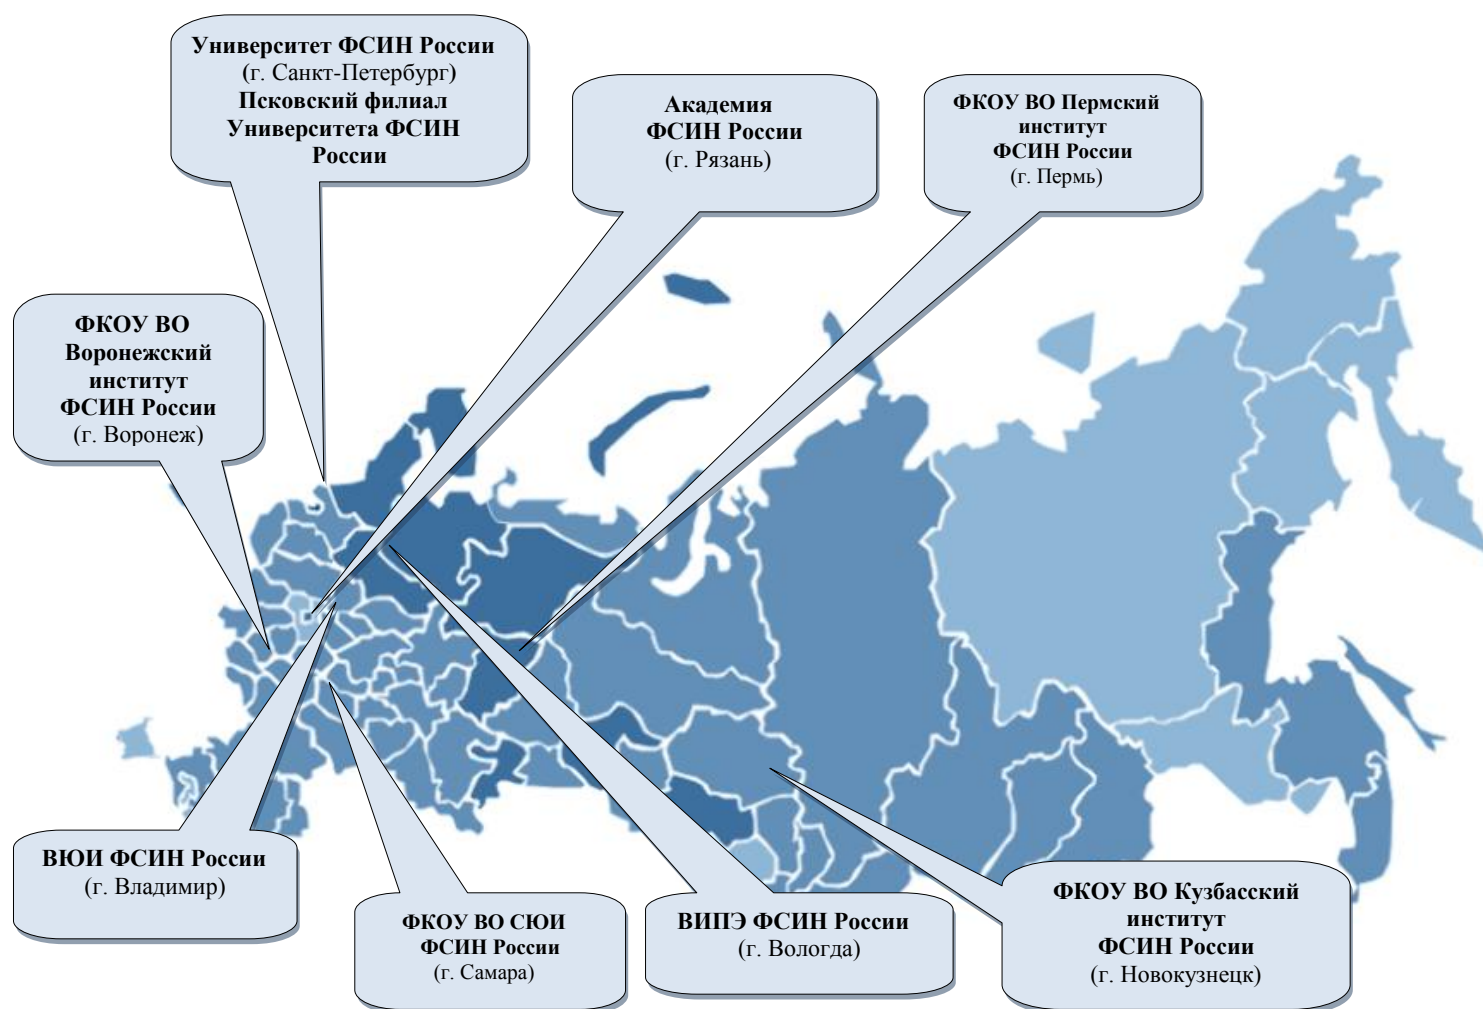 Университет ФСИН России
(г. Санкт-Петербург)
Псковский филиал
Университета ФСИН
России
Академия
ФСИН России
(г. Рязань)
ФКОУ ВО Пермский
институт
ФСИН России
(г. Пермь)
ФКОУ ВО
Воронежский
институт
ФСИН России
(г. Воронеж)
ВЮИ ФСИН России
(г. Владимир)
ФКОУ ВО СЮИ
ФСИН России
(г. Самара)
ВИПЭ ФСИН России
(г. Вологда)
ФКОУ ВО Кузбасский
институт
ФСИН России
(г. Новокузнецк)